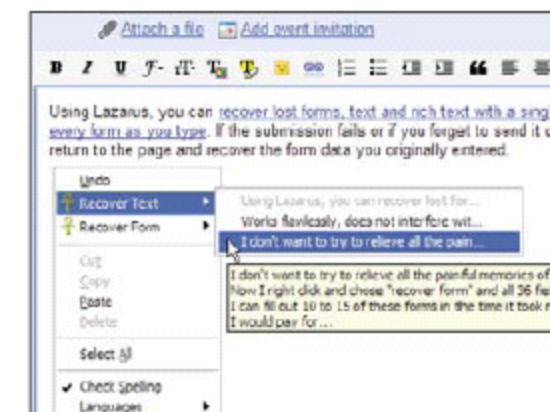 Attach a file Add event invitation
B I U
Using Lazarus, you can recover lost forms, text and rich text with a sing
every form as you type. If the submission fails or if you forget to send it
return to the page and recover the form data you originally entered.
Undo
Recover Text
Using Lazarus, you can recover lost for...
Recover Form
Works flawlessly, does not interfere wit...
I don't want to try to relieve all the pain...
Cut
Copy
Paste
Delete
I don't want to try to relieve all the painful memories of
Now I right click and chose "recover form" and all 36 fie
I can fill out 10 to 15 of these forms in the time it took
I would pay for...
Select All
Check Spelling
Languages